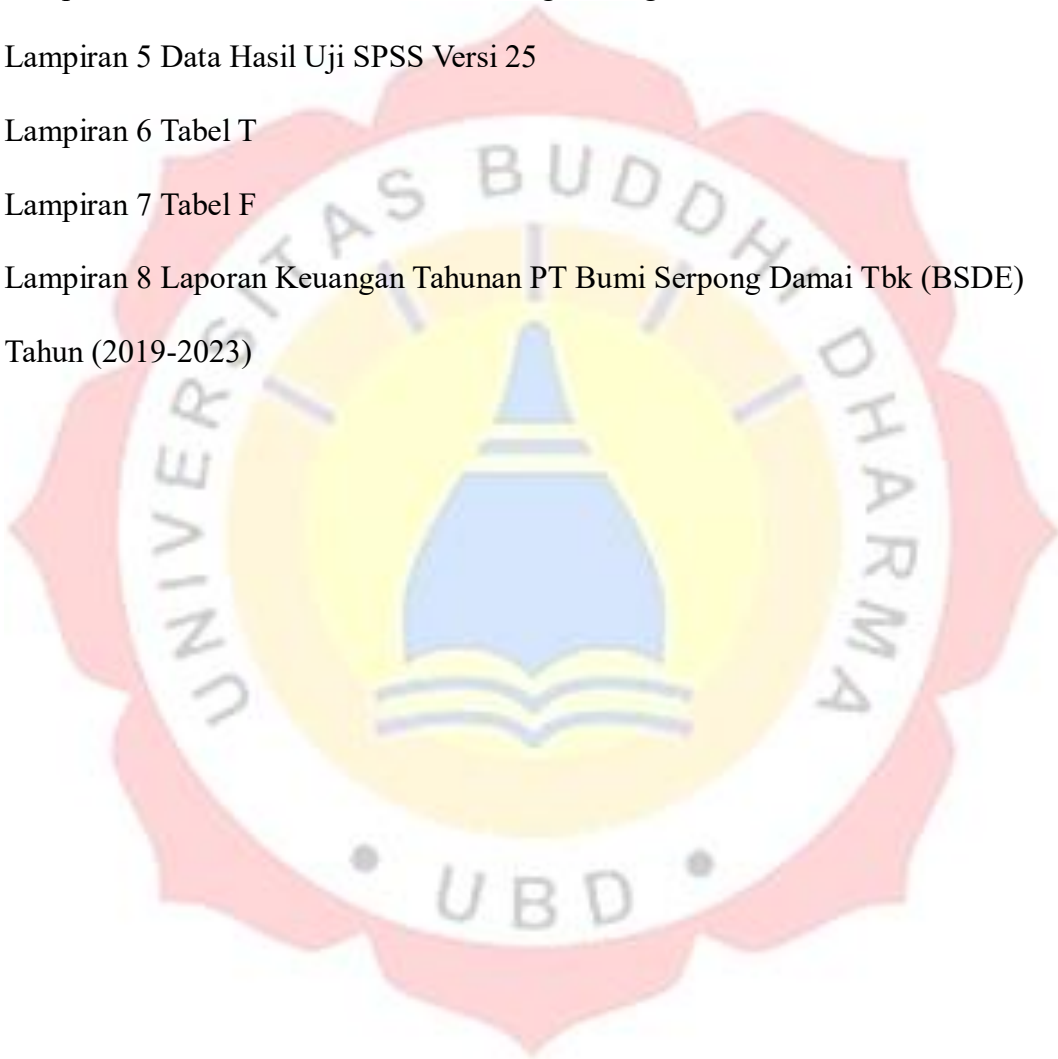 Lampiran 5 Data Hasil Uji SPSS Versi 25
Lampiran 6 Tabel T
Lampiran 7 Tabel F
Lampiran 8 Laporan Keuangan Tahunan PT Bumi Serpong Damai Tbk (BSDE)
Tahun (2019-2023)
UNIVERSITAS BUDDHI DHARMA
• UBD •